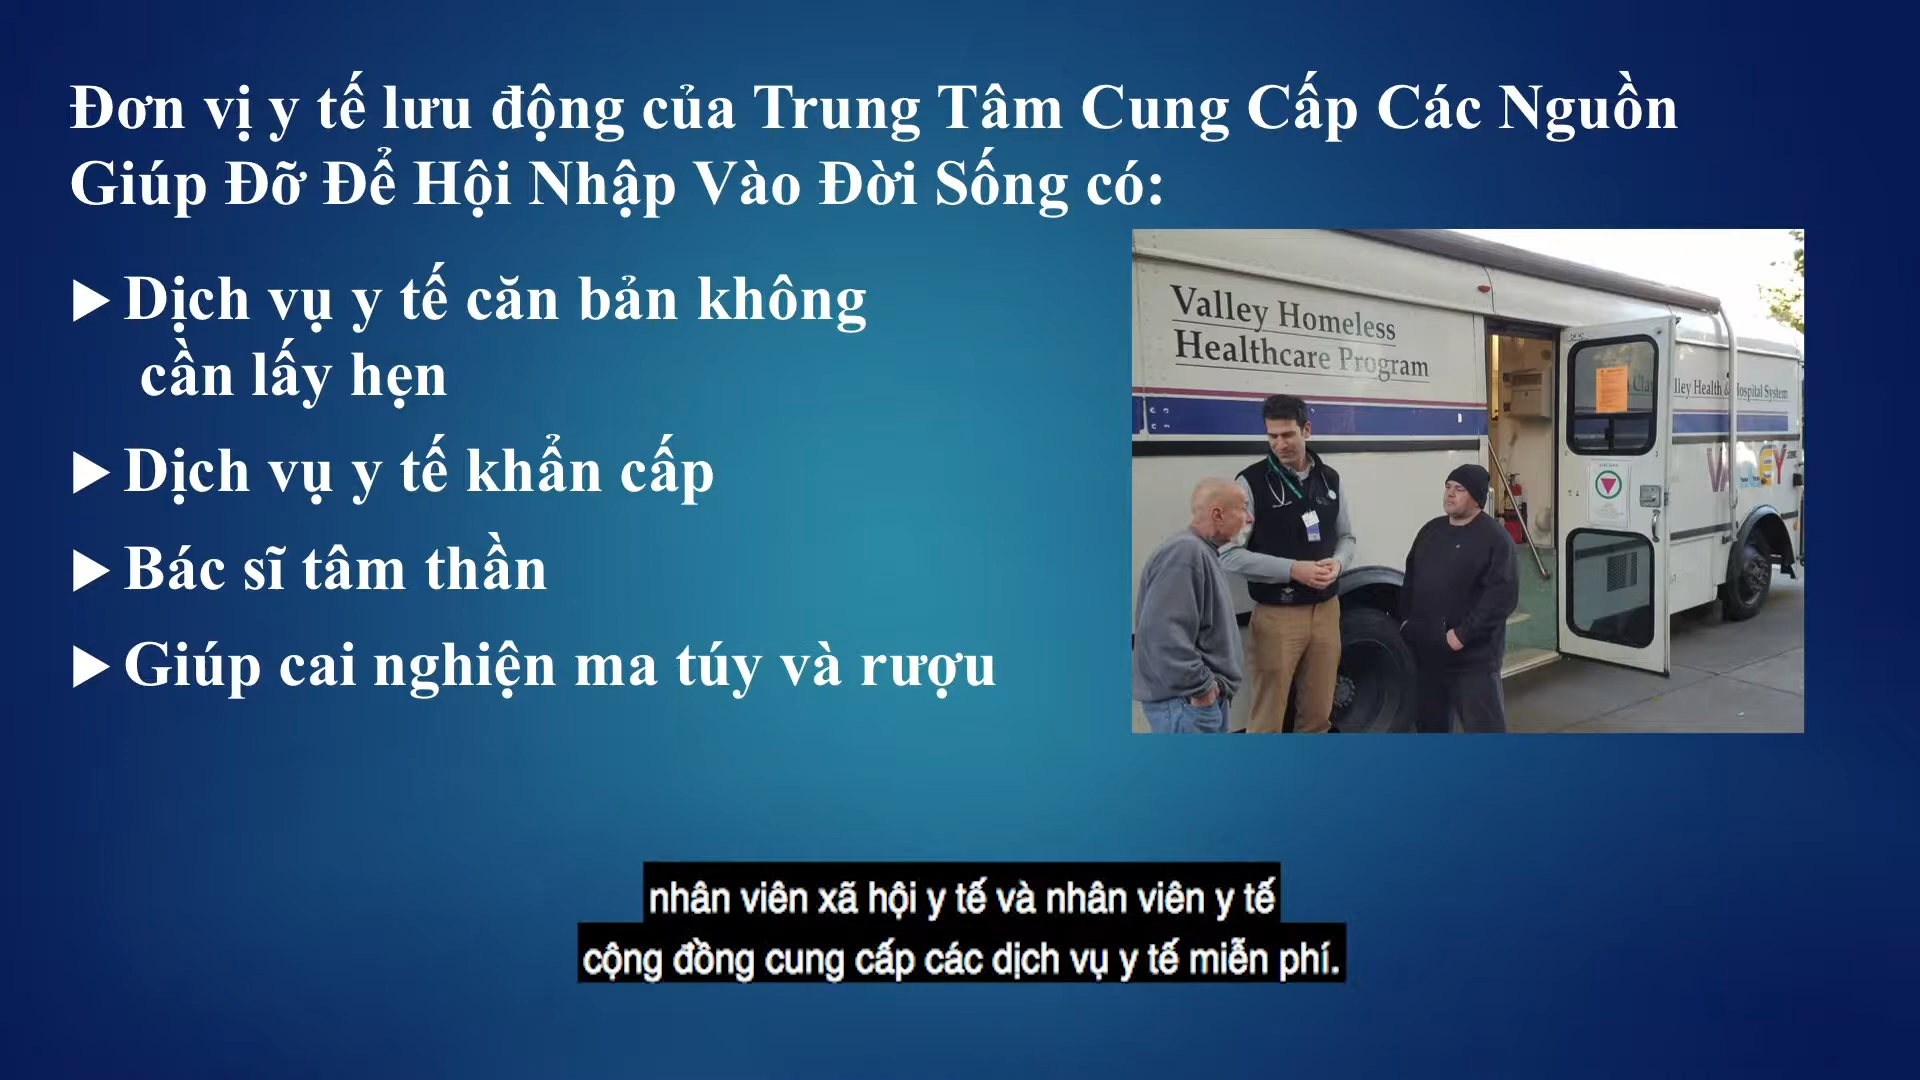 Đơn vị y tế lưu động của Trung Tâm Cung Cấp Các Nguồn
Giúp Đỡ Để Hội Nhập Vào Đời Sống có:
▶ Dịch vụ y tế căn bản không
cần lấy hẹn
▶ Dịch vụ y tế khẩn cấp
▶ Bác sĩ tâm thần
▶ Giúp cai nghiện ma túy và rượu
Valley Homeless
Healthcare Program
lley Health & Hospital System
VALLEY
nhân viên xã hội y tế và nhân viên y tế
cộng đồng cung cấp các dịch vụ y tế miễn phí.